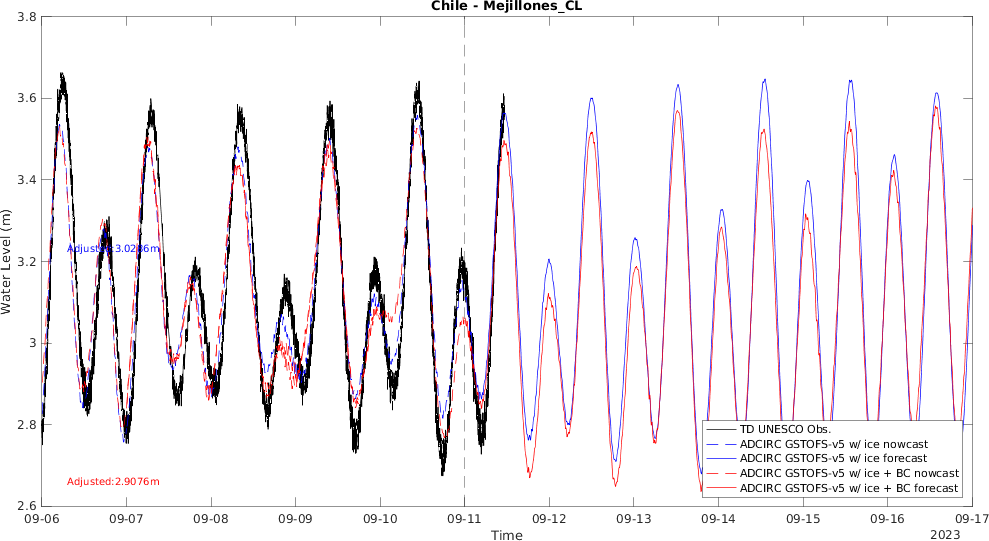 Chile - Mejillones_CL
3.8
3.6
3.4
3.2
3
2.8
2.6
Water Level (m)
Adjusted:3.0286m
Adjusted:2.9076m
TD UNESCO Obs.
ADCIRC GSTOFS-v5 w/ ice nowcast
ADCIRC GSTOFS-v5 w/ ice forecast
ADCIRC GSTOFS-v5 w/ ice + BC nowcast
ADCIRC GSTOFS-v5 w/ ice + BC forecast
09-06 09-07 09-08 09-09 09-10 09-11 09-12 09-13 09-14 09-15 09-16 09-17
Time
2023